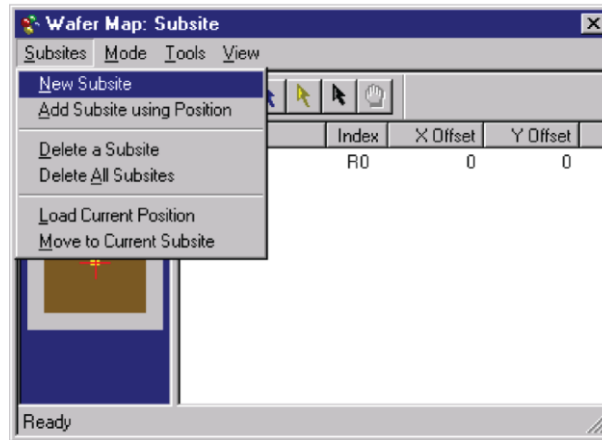 Wafer Map: Subsite
Subsites Mode Tools View
New Subsite
Add Subsite using Position
Delete a Subsite
Delete All Subsites
Load Current Position
Move to Current Subsite
Index X Offset Y Offset
R0 0 0
Ready